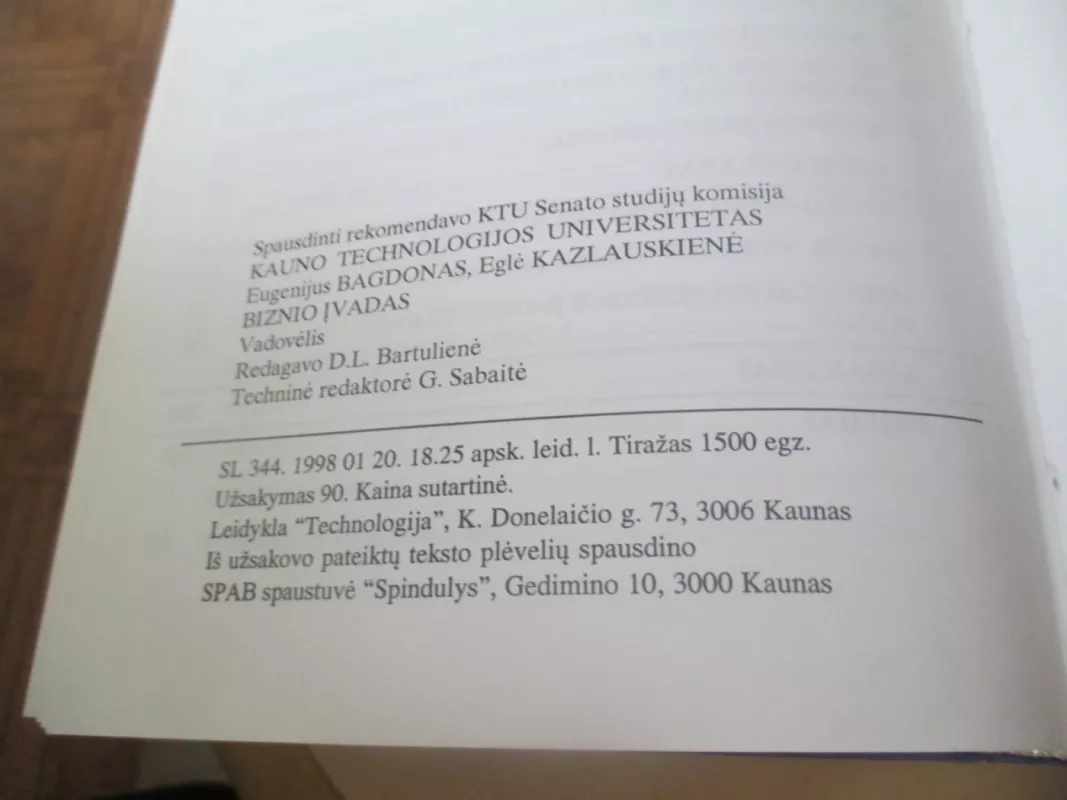 Spausdinti rekomendavo KTU Senato studijų komisija
KAUNO TECHNOLOGIJOS UNIVERSITETAS
Eugenijus BAGDONAS, Eglė KAZLAUSKIENĖ
BIZNIO ĮVADAS
Vadovėlis
Redagavo D.L. Bartulienė
Techninė redaktorė G. Sabaitė
SL 344. 1998 01 20. 18.25 apsk. leid. l. Tiražas 1500 egz.
Užsakymas 90. Kaina sutartinė.
Leidykla “Technologija”, K. Donelaičio g. 73, 3006 Kaunas
Iš užsakovo pateiktų teksto plėvelių spausdino
SPAB spaustuvė “Spindulys”, Gedimino 10, 3000 Kaunas